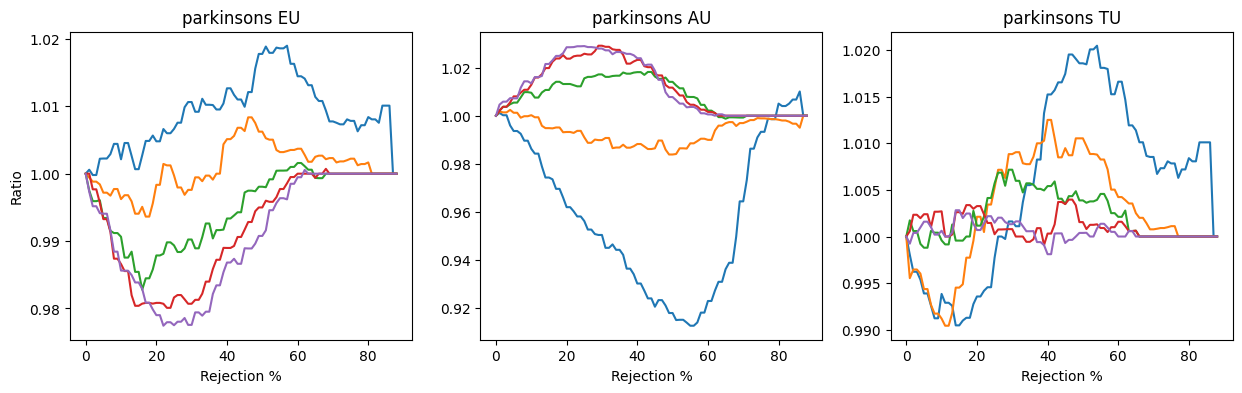 parkinsons EU
1.02
1.01
1.00
0.99
0.98
Ratio
0 20 40 60 80
Rejection %
parkinsons AU
1.02
1.00
0.98
0.96
0.94
0.92
0 20 40 60 80
Rejection %
parkinsons TU
1.020
1.015
1.010
1.005
1.000
0.995
0.990
0 20 40 60 80
Rejection %